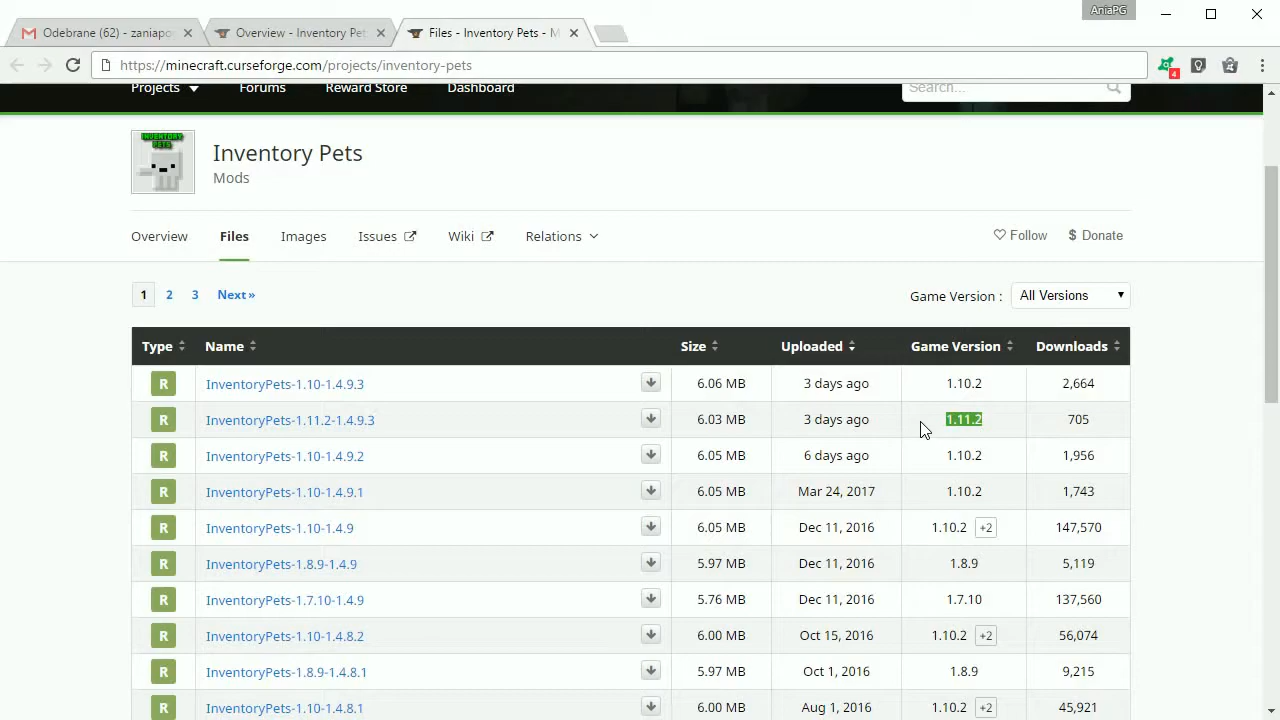 AniaPG
Odebrane (62) - zaniapo
Overview - Inventory Pet
Files - Inventory Pets - M
https://minecraft.curseforge.com/projects/inventory-pets
4
Projects Forums Reward Store Dashboard Search...
INVENTORY
PETS
Inventory Pets
Mods
Overview Files Images Issues Wiki Relations Follow $ Donate
1 2 3 Next» Game Version : All Versions
Type Name Size Uploaded Game Version Downloads
R InventoryPets-1.10-1.4.9.3 6.06 MB 3 days ago 1.10.2 2,664
R InventoryPets-1.11.2-1.4.9.3 6.03 MB 3 days ago 1.11.2 705
R InventoryPets-1.10-1.4.9.2 6.05 MB 6 days ago 1.10.2 1,956
R InventoryPets-1.10-1.4.9.1 6.05 MB Mar 24, 2017 1.10.2 1,743
R InventoryPets-1.10-1.4.9 6.05 MB Dec 11, 2016 1.10.2 +2 147,570
R InventoryPets-1.8.9-1.4.9 5.97 MB Dec 11, 2016 1.8.9 5,119
R InventoryPets-1.7.10-1.4.9 5.76 MB Dec 11, 2016 1.7.10 137,560
R InventoryPets-1.10-1.4.8.2 6.00 MB Oct 15, 2016 1.10.2 +2 56,074
R InventoryPets-1.8.9-1.4.8.1 5.97 MB Oct 1, 2016 1.8.9 9,215
R InventoryPets-1.10-1.4.8.1 6.00 MB Aug 1, 2016 1.10.2 +2 45,921